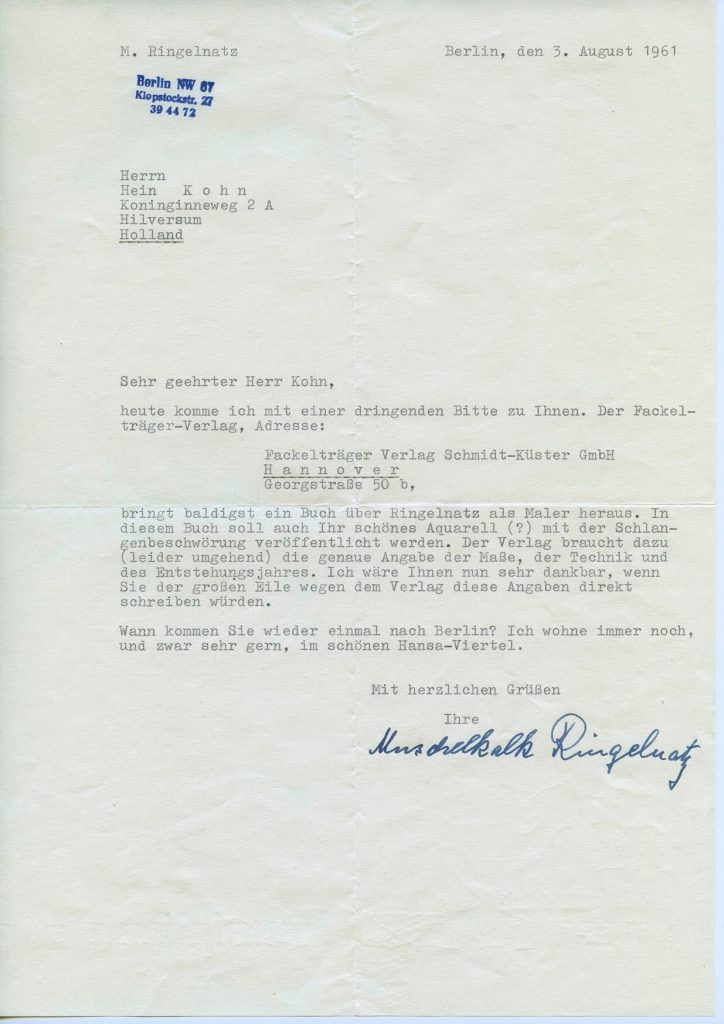 M. Ringelnatz
Berlin, den 3. August 1961
Berlin NW 87
Klopstockstr. 27
39 44 72
Herrn
Hein K o h n
Koninginneweg 2 A
Hilversum
Holland
Sehr geehrter Herr Kohn,
heute komme ich mit einer dringenden Bitte zu Ihnen. Der Fackel-
träger-Verlag, Adresse:
Fackelträger Verlag Schmidt-Küster GmbH
H a n n o v e r
Georgstraße 50 b,
bringt baldigst ein Buch über Ringelnatz als Maler heraus. In
diesem Buch soll auch Ihr schönes Aquarell (?) mit der Schlan-
genbeschwörung veröffentlicht werden. Der Verlag braucht dazu
(leider umgehend) die genaue Angabe der Maße, der Technik und
des Entstehungsjahres. Ich wäre Ihnen nun sehr dankbar, wenn
Sie der großen Eile wegen dem Verlag diese Angaben direkt
schreiben würden.
Wann kommen Sie wieder einmal nach Berlin? Ich wohne immer noch,
und zwar sehr gern, im schönen Hansa-Viertel.
Mit herzlichen Grüßen
Ihre
Muschelkalk Ringelnatz